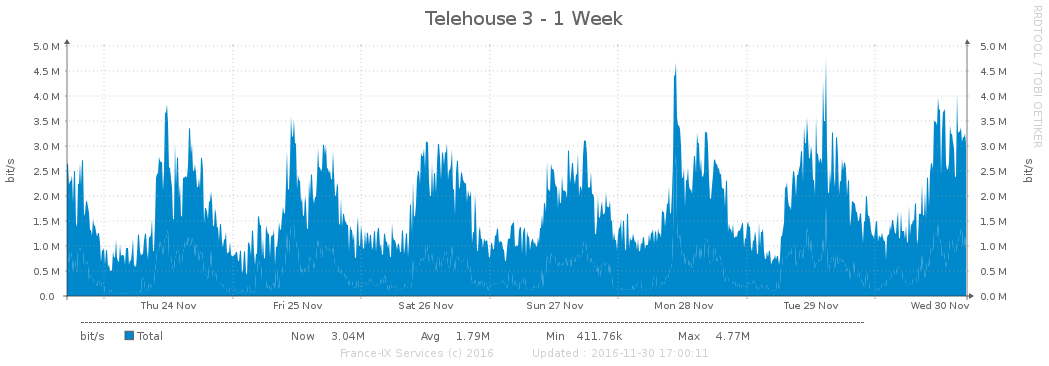 Telehouse 3 - 1 Week
RRDTOOL / TOBI OETIKER
bit/s
5.0 M
4.5 M
4.0 M
3.5 M
3.0 M
2.5 M
2.0 M
1.5 M
1.0 M
0.5 M
0.0
5.0 M
4.5 M
4.0 M
3.5 M
3.0 M
2.5 M
2.0 M
1.5 M
1.0 M
0.5 M
0.0 M
bit/s
Thu 24 Nov Fri 25 Nov Sat 26 Nov Sun 27 Nov Mon 28 Nov Tue 29 Nov Wed 30 Nov
bit/s Total Now 3.04M Avg 1.79M Min 411.76k Max 4.77M
France-IX Services (c) 2016 Updated : 2016-11-30 17:00:11